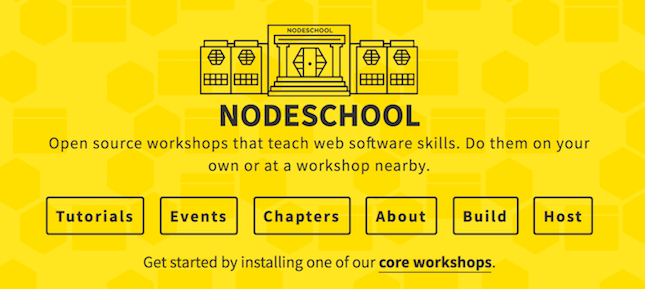 NODESCHOOL
NODESCHOOL
Open source workshops that teach web software skills. Do them on your
own or at a workshop nearby.
Tutorials Events Chapters About Build Host
Get started by installing one of our core workshops.